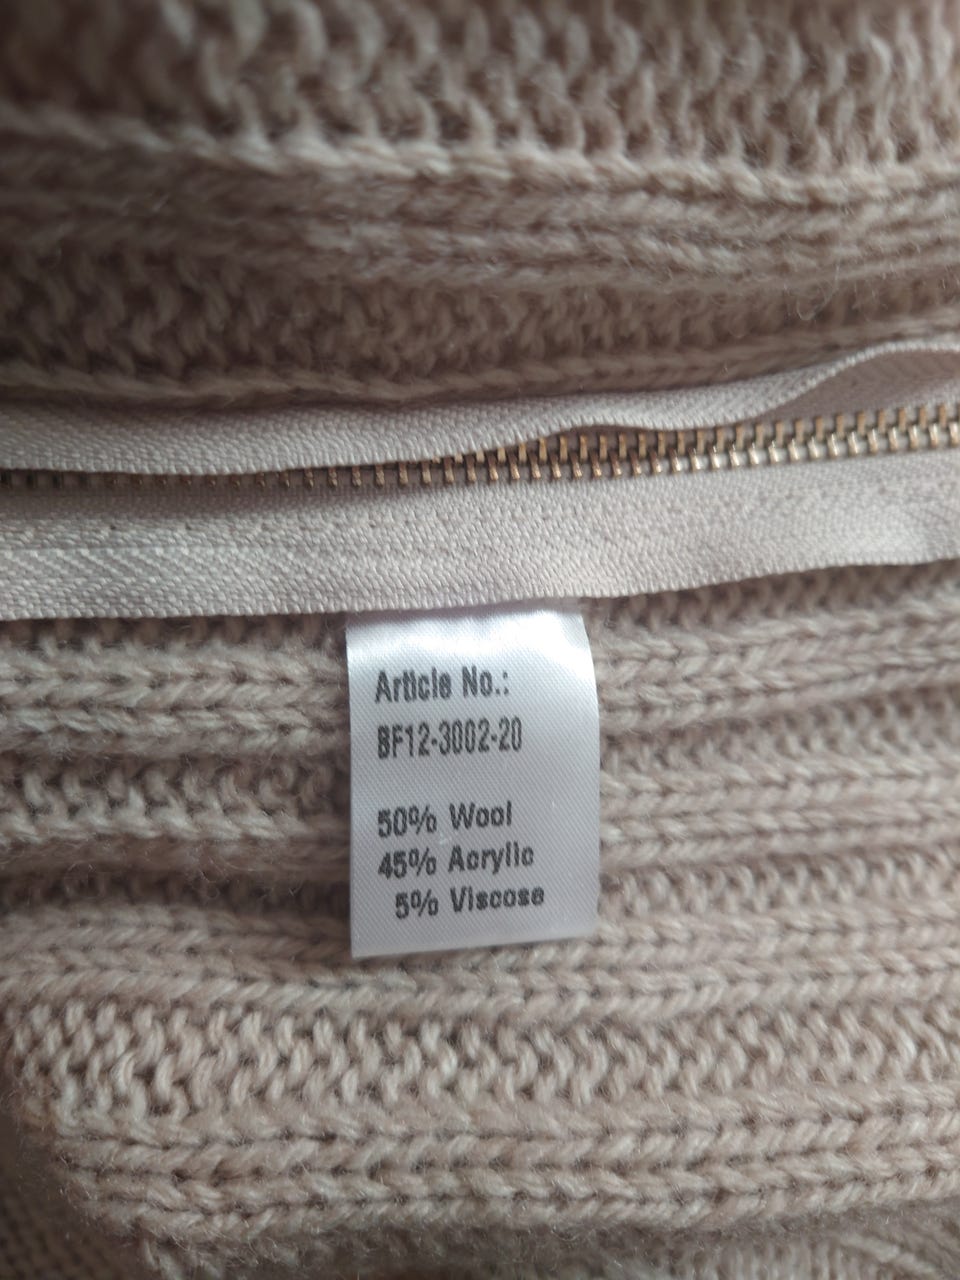 Article No.:
BF12-3002-20
50% Wool
45% Acrylic
5% Viscose